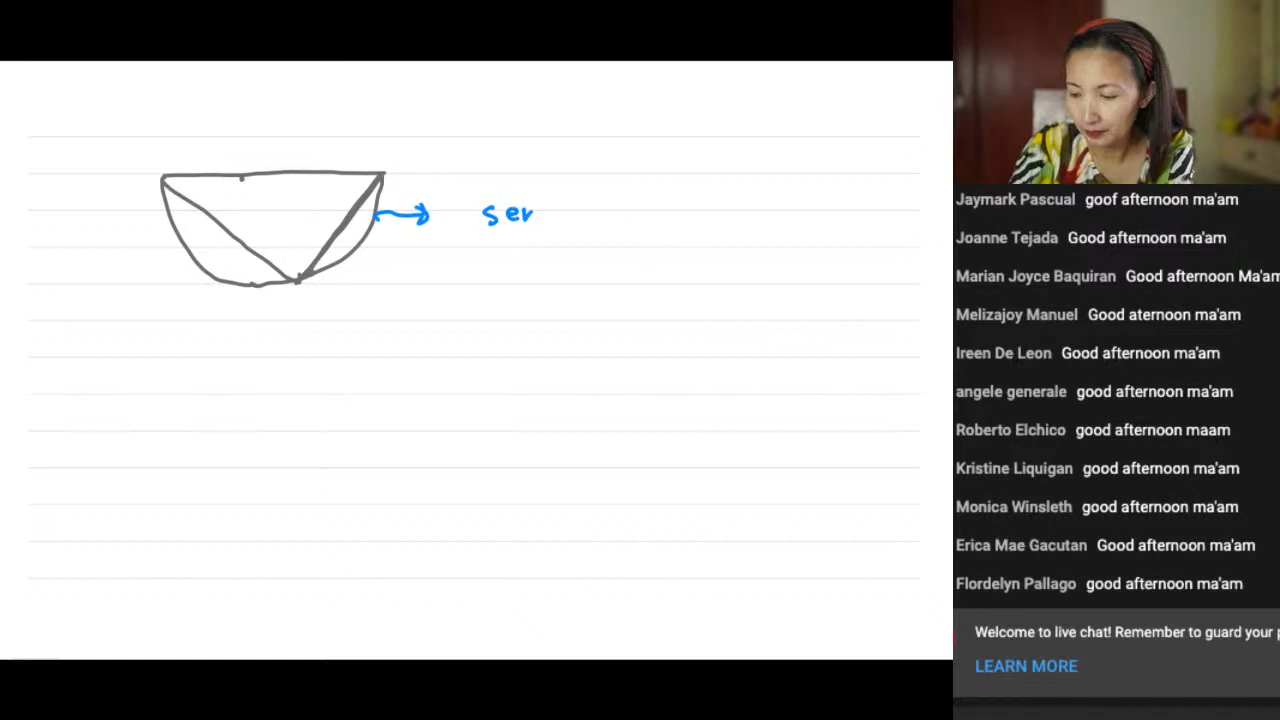 ser
Jaymark Pascual goof afternoon ma'am
Joanne Tejada Good afternoon ma'am
Marian Joyce Baquiran Good afternoon Ma'am
Melizajoy Manuel Good aternoon ma'am
Ireen De Leon Good afternoon ma'am
angele generale good afternoon ma'am
Roberto Elchico good afternoon maam
Kristine Liquigan good afternoon ma'am
Monica Winsleth good afternoon ma'am
Erica Mae Gacutan Good afternoon ma'am
Flordelyn Pallago good afternoon ma'am
Welcome to live chat! Remember to guard your
LEARN MORE